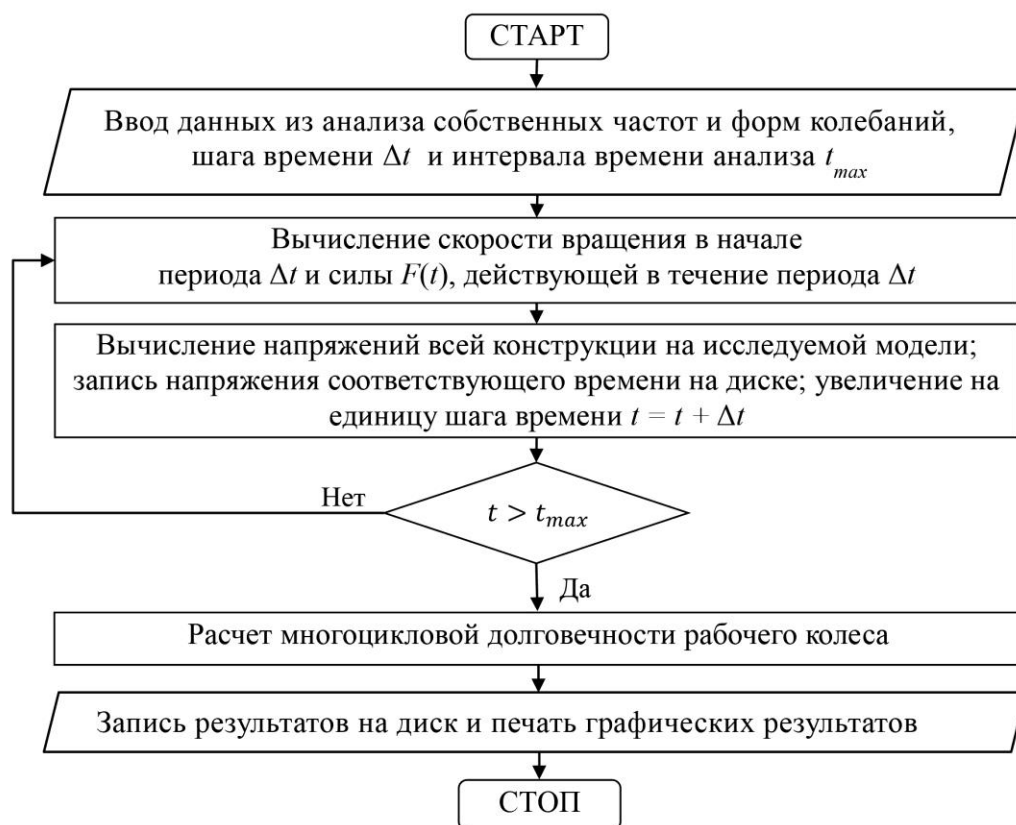 СТАРТ
Ввод данных из анализа собственных частот и форм колебаний,
шага времени Δt и интервала времени анализа t_max
Вычисление скорости вращения в начале
периода Δt и силы F(t), действующей в течение периода Δt
Вычисление напряжений всей конструкции на исследуемой модели;
запись напряжения соответствующего времени на диске; увеличение на
единицу шага времени t = t + Δt
Нет
t > t_max
Да
Расчет многоцикловой долговечности рабочего колеса
Запись результатов на диск и печать графических результатов
СТОП